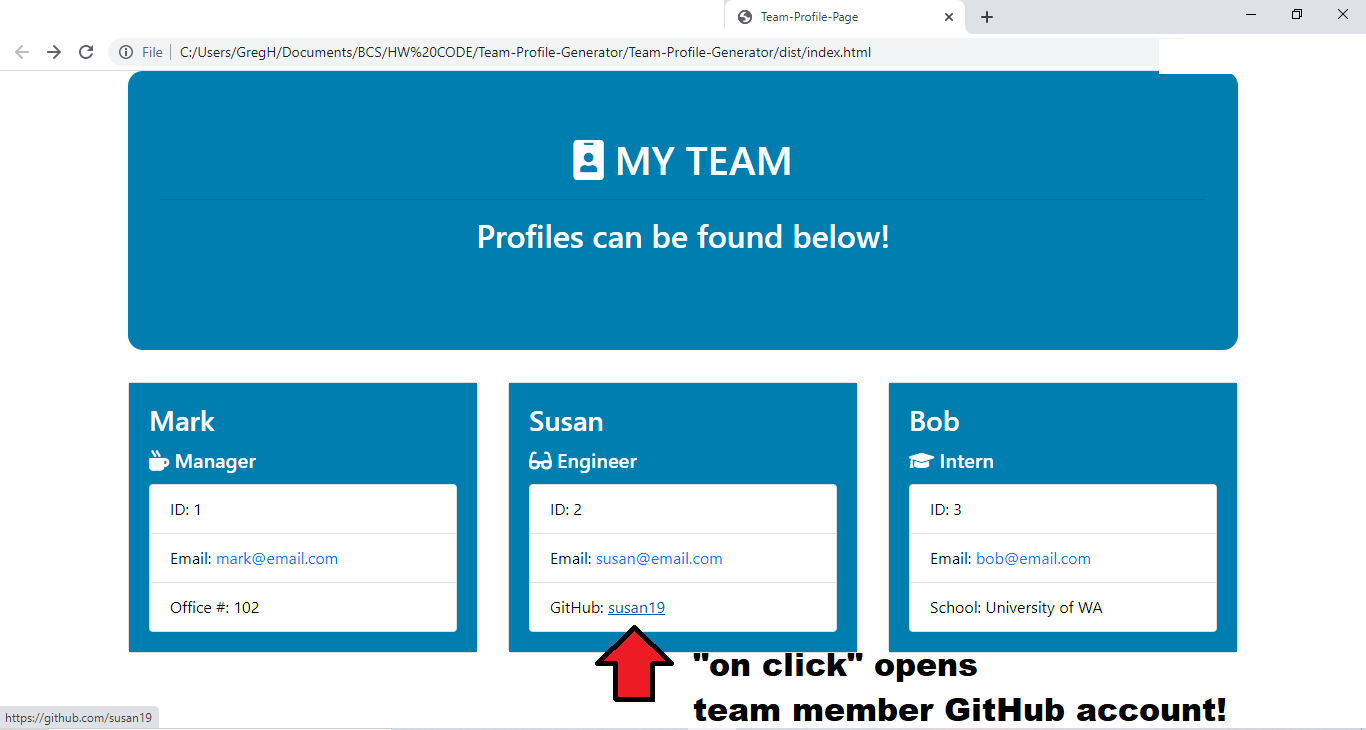 Team-Profile-Page
File | C:/Users/GregH/Documents/BCS/HW%20CODE/Team-Profile-Generator/Team-Profile-Generator/dist/index.html
MY TEAM
Profiles can be found below!
Mark
Manager
ID: 1
Email: mark@email.com
Office #: 102
Susan
Engineer
ID: 2
Email: susan@email.com
GitHub: susan19
Bob
Intern
ID: 3
Email: bob@email.com
School: University of WA
"on click" opens
team member GitHub account!
https://github.com/susan19